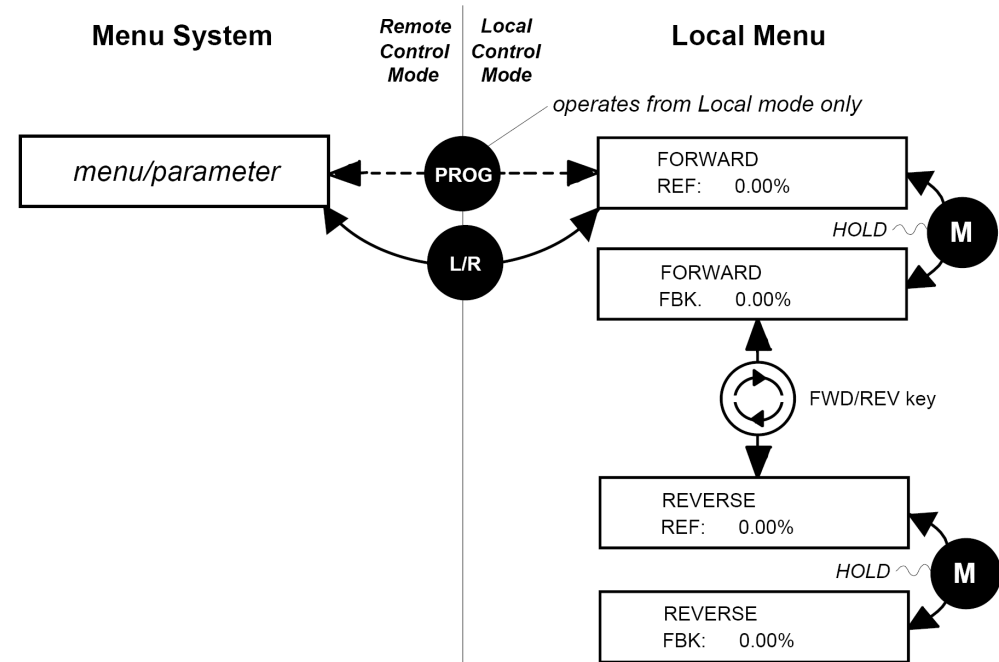 Menu System
Remote
Control
Mode
Local
Control
Mode
Local Menu
operates from Local mode only
menu/parameter
PROG
FORWARD
REF: 0.00%
HOLD
M
L/R
FORWARD
FBK. 0.00%
FWD/REV key
REVERSE
REF: 0.00%
HOLD
M
REVERSE
FBK: 0.00%